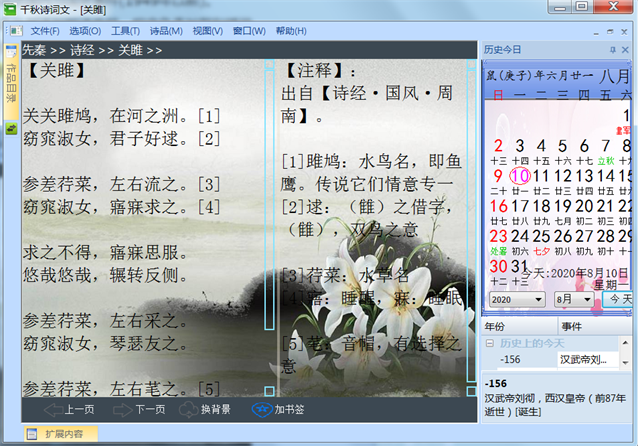 千秋诗词文 - [关雎]
文件(F) 选项(O) 工具(T) 诗品(M) 视图(V) 窗口(W) 帮助(H)
先秦 >> 诗经 >> 关雎 >>
作品目录
【关雎】
关关雎鸠，在河之洲。[1]
窈窕淑女，君子好逑。[2]
参差荇菜，左右流之。[3]
窈窕淑女，寤寐求之。[4]
求之不得，寤寐思服。
悠哉悠哉，辗转反侧。
参差荇菜，左右采之。
窈窕淑女，琴瑟友之。
参差荇菜，左右芼之。[5]
【注释】：
出自【诗经·国风·周
南】。
[1]雎鸠：水鸟名，即鱼
鹰。传说它们情意专一
[2]逑：（雔）之借字，
（雔），双鸟之意
[3]荇菜：水草名
[4]寤：睡醒，寐：睡眠
[5]芼：音帽，有选择之
意
上一页 下一页 换背景 加书签
扩展内容
历史今日
鼠(庚子)年六月廿一 八月
日 一 二 三 四 五 六
1
建军
2 3 4 5 6 7 8
十三 十四 十五 十六 十七 立秋 十九
9 10 11 12 13 14 15
二十 廿一 廿二 廿三 廿四 廿五 廿六
16 17 18 19 20 21 22
廿七 廿八 廿九 七月 初二 初三 初四
23 24 25 26 27 28 29
处暑 初六 七夕 初八 初九 初十 十一
30 31
十二 十三
今天:2020年8月10日
星期一
2020 8月 今天
年份 事件
历史上的今天
-156 汉武帝刘...
-156
汉武帝刘彻，西汉皇帝（前87年
逝世）[诞生]